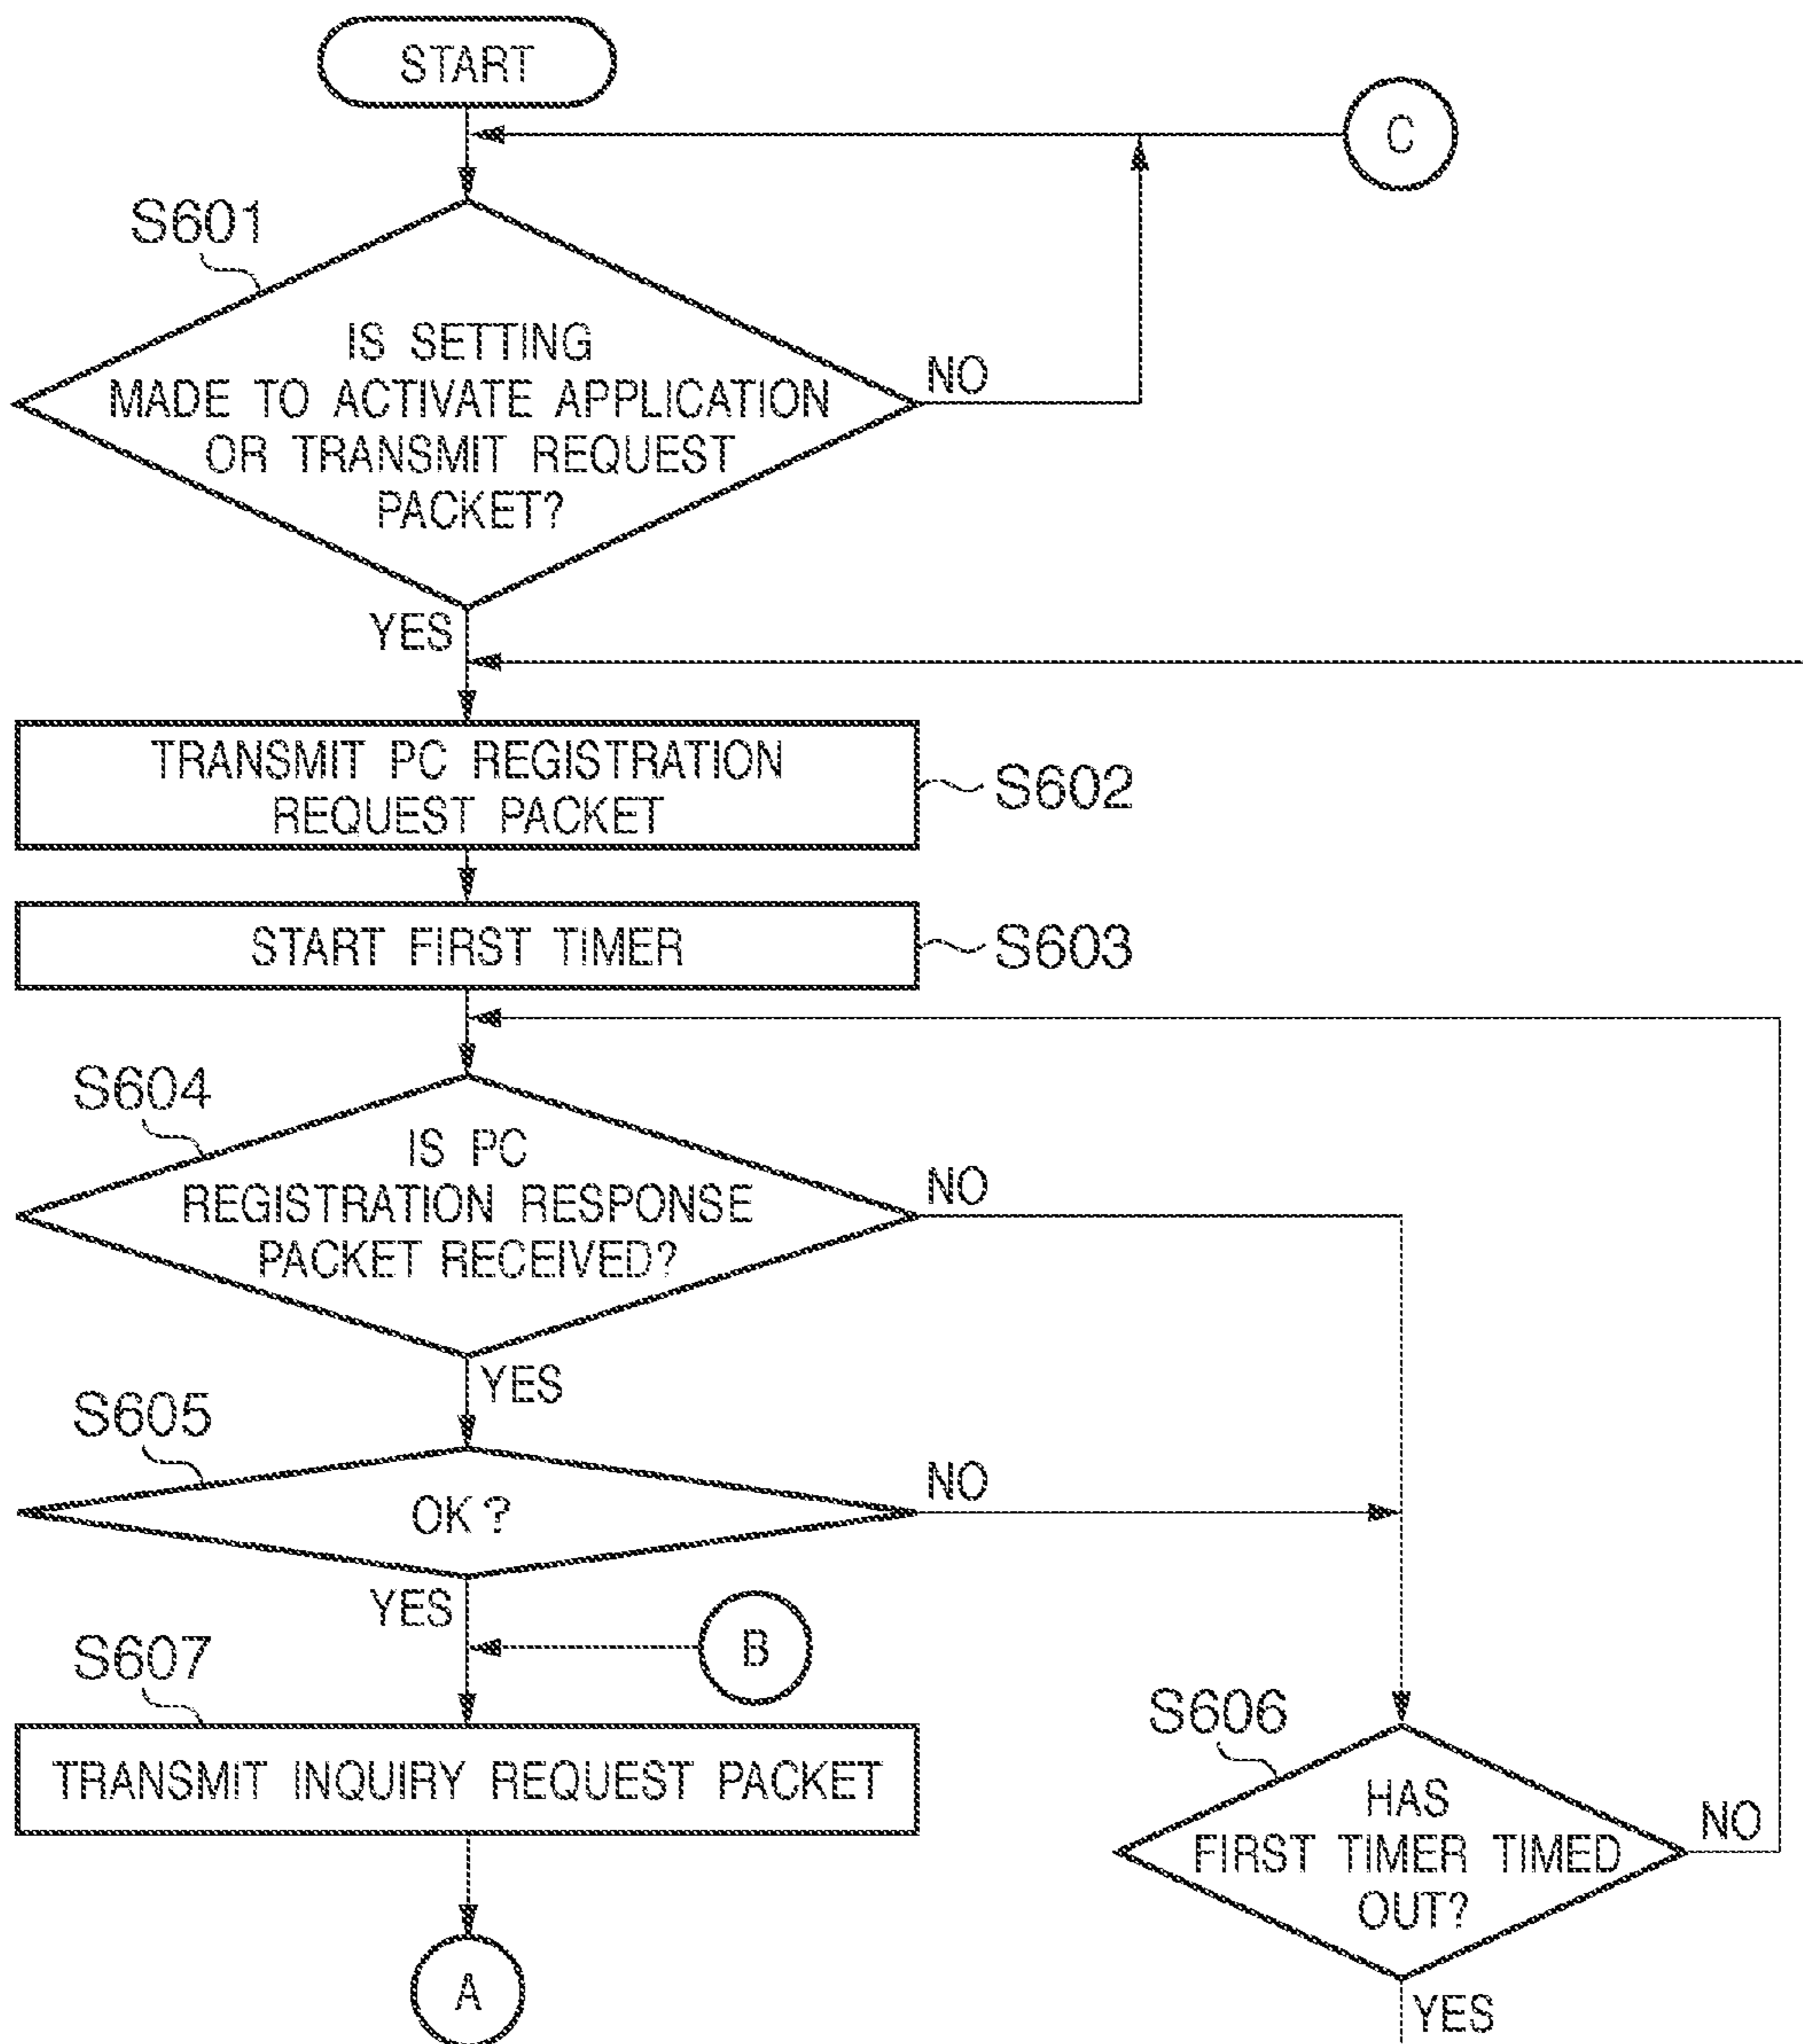 START
C
S601
IS SETTING
MADE TO ACTIVATE APPLICATION
OR TRANSMIT REQUEST
PACKET?
NO
YES
TRANSMIT PC REGISTRATION
REQUEST PACKET
S602
START FIRST TIMER
S603
S604
IS PC
REGISTRATION RESPONSE
PACKET RECEIVED?
NO
YES
S605
OK?
NO
YES
B
S607
TRANSMIT INQUIRY REQUEST PACKET
S606
HAS
FIRST TIMER TIMED
OUT?
NO
A
YES